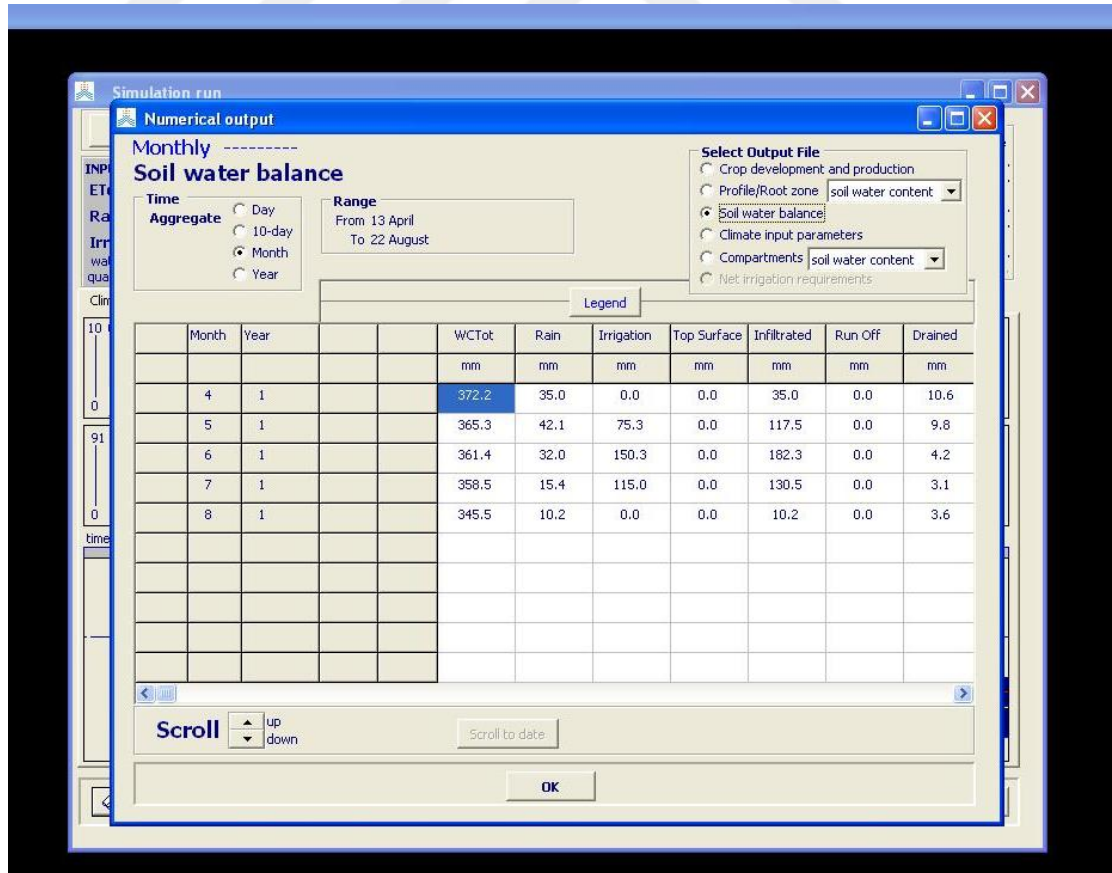 Simulation run
Numerical output
Monthly ---------
Soil water balance
Time
Aggregate
Day
10-day
Month
Year
Range
From 13 April
To 22 August
Select Output File
Crop development and production
Profile/Root zone soil water content
Soil water balance
Climate input parameters
Compartments soil water content
Net irrigation requirements
Legend
Month Year WCTot Rain Irrigation Top Surface Infiltrated Run Off Drained
mm mm mm mm mm mm mm
4 1 372.2 35.0 0.0 0.0 35.0 0.0 10.6
5 1 365.3 42.1 75.3 0.0 117.5 0.0 9.8
6 1 361.4 32.0 150.3 0.0 182.3 0.0 4.2
7 1 358.5 15.4 115.0 0.0 130.5 0.0 3.1
8 1 345.5 10.2 0.0 0.0 10.2 0.0 3.6
Scroll
up
down
Scroll to date
OK
10
0
91
0
time